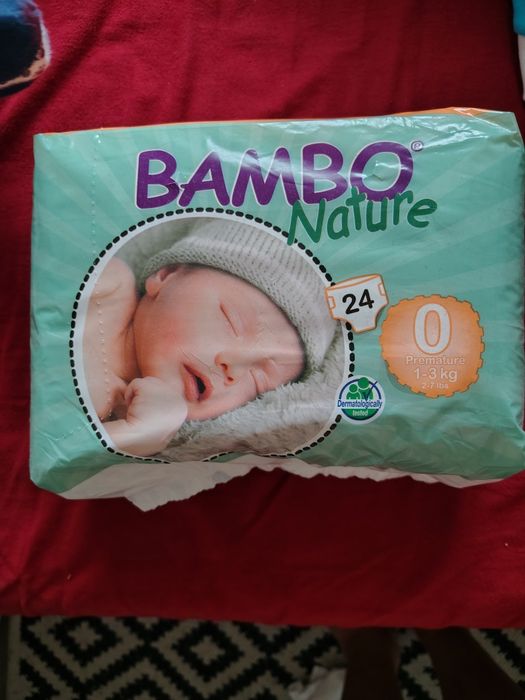 BAMBO®
Nature
24
0
Premature
1-3 kg
2-7 lbs
Dermatologically
tested